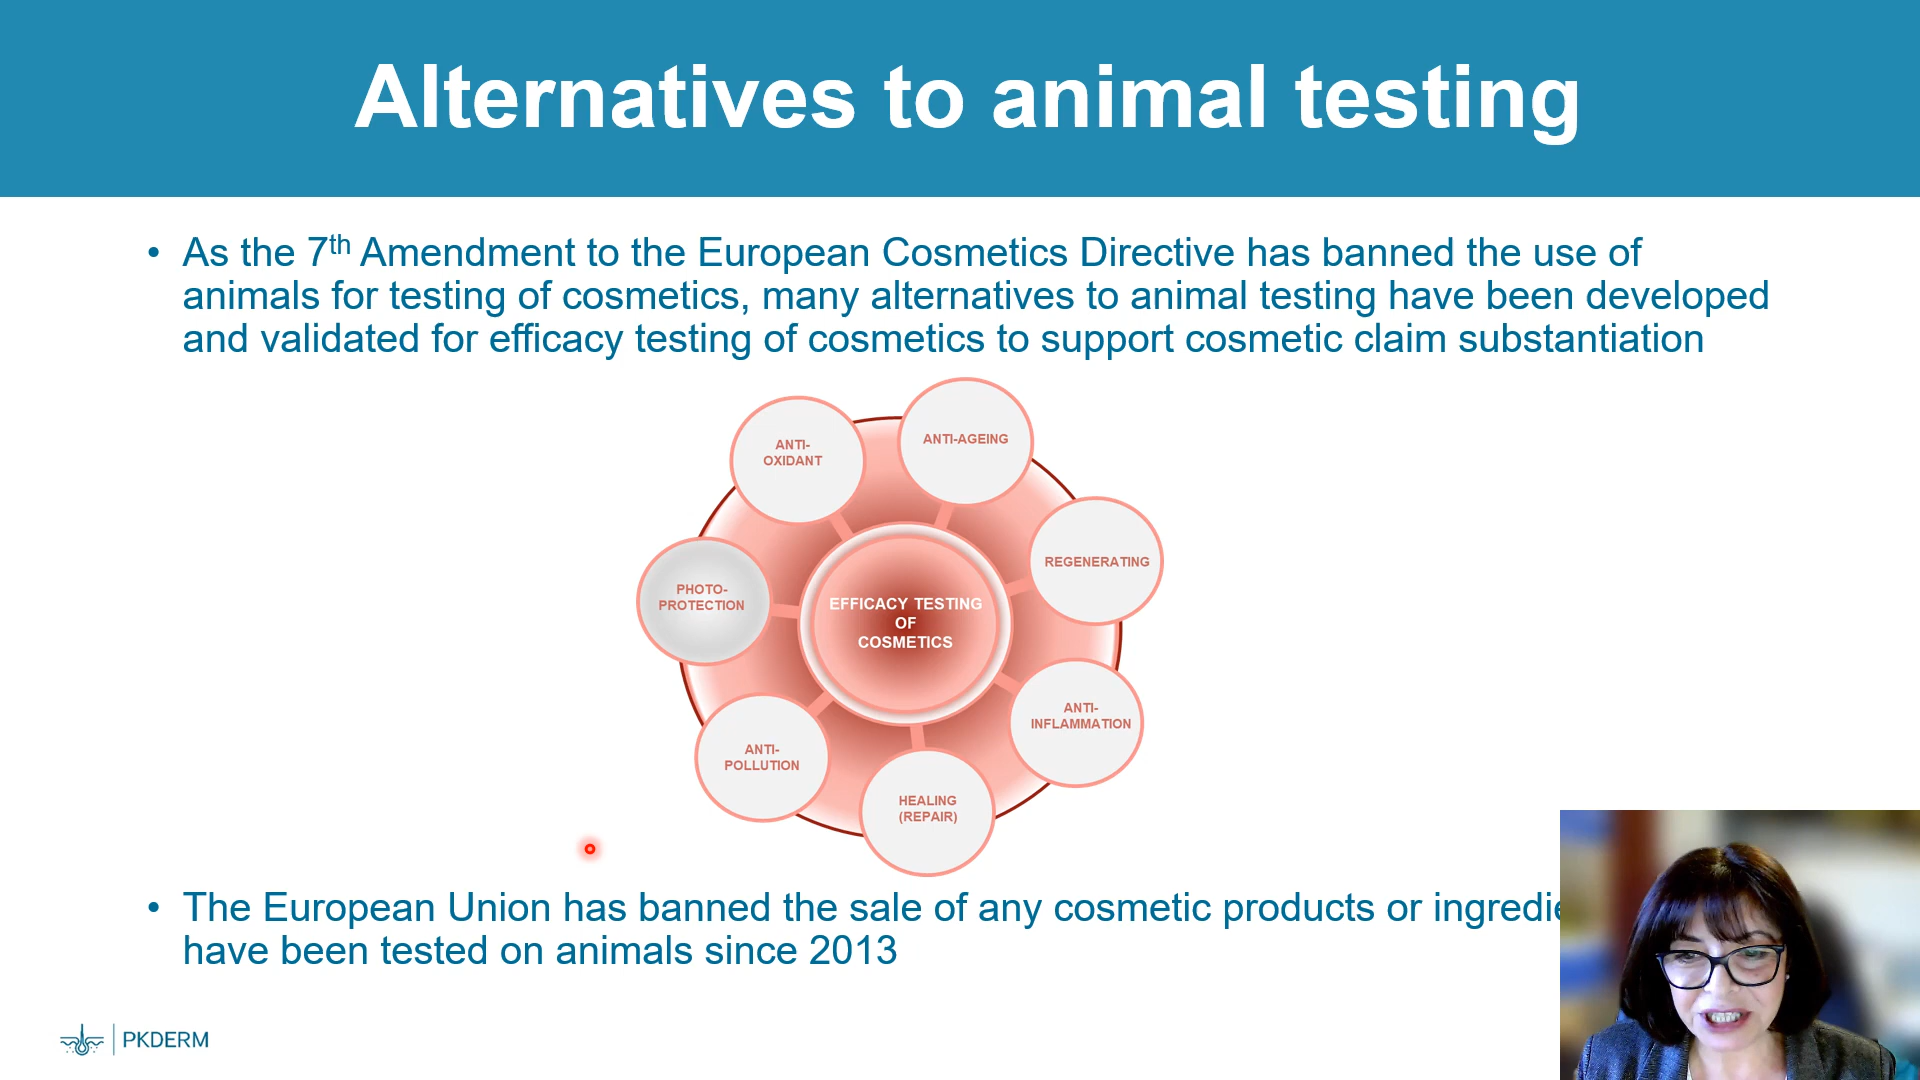 Alternatives to animal testing
• As the 7th Amendment to the European Cosmetics Directive has banned the use of
animals for testing of cosmetics, many alternatives to animal testing have been developed
and validated for efficacy testing of cosmetics to support cosmetic claim substantiation
ANTI-
OXIDANT
ANTI-AGEING
REGENERATING
PHOTO-
PROTECTION
EFFICACY TESTING
OF
COSMETICS
ANTI-
INFLAMMATION
ANTI-
POLLUTION
HEALING
(REPAIR)
• The European Union has banned the sale of any cosmetic products or
have been tested on animals since 2013
PKDERM